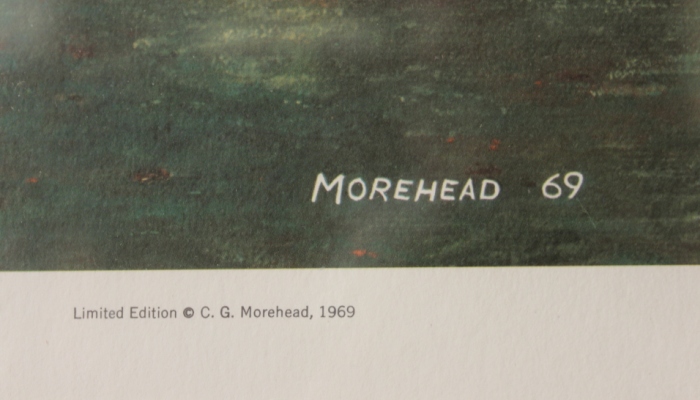 MOREHEAD 69
Limited Edition © C. G. Morehead, 1969